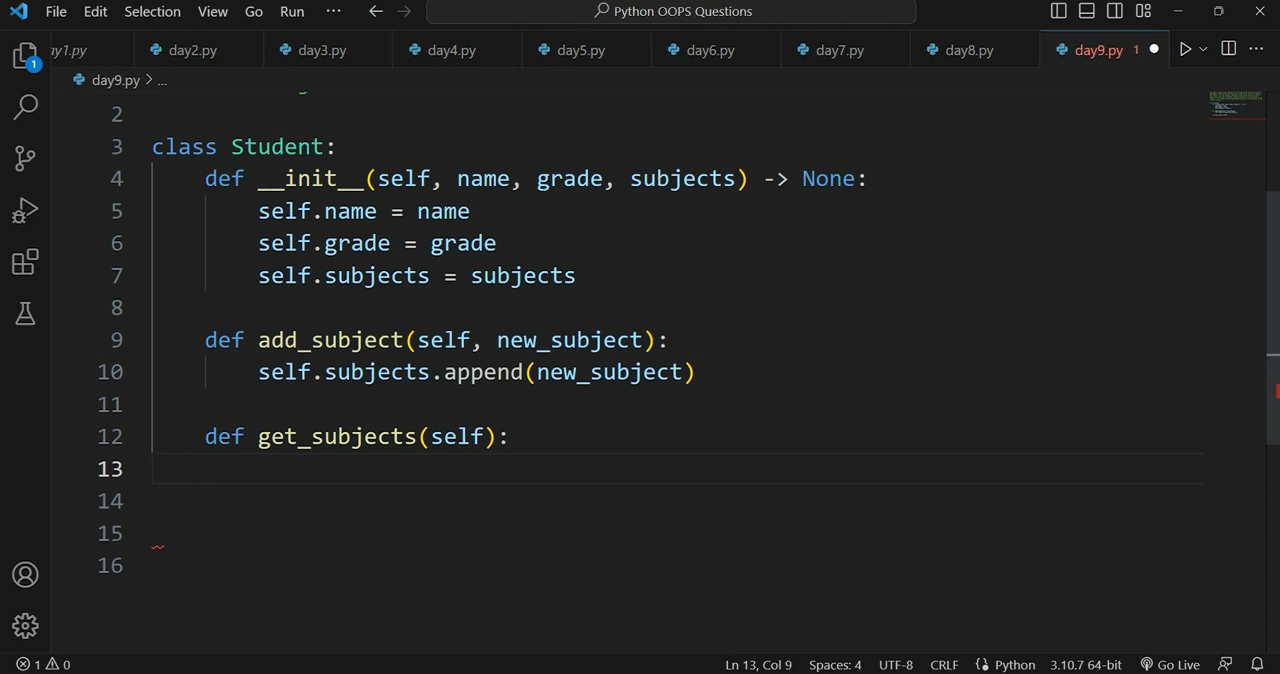 File Edit Selection View Go Run ··· Python OOPS Questions
ay1.py day2.py day3.py day4.py day5.py day6.py day7.py day8.py day9.py 1
1
day9.py > ...
2
3 class Student:
4 def __init__(self, name, grade, subjects) -> None:
5 self.name = name
6 self.grade = grade
7 self.subjects = subjects
8
9 def add_subject(self, new_subject):
10 self.subjects.append(new_subject)
11
12 def get_subjects(self):
13
14
15
16
1 0 Ln 13, Col 9 Spaces: 4 UTF-8 CRLF Python 3.10.7 64-bit Go Live